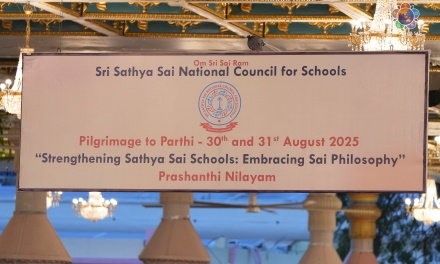 Om Sri Sai Ram
Sri Sathya Sai National Council for Schools
Pilgrimage to Parthi - 30th and 31st August 2025
“Strengthening Sathya Sai Schools: Embracing Sai Philosophy”
Prashanthi Nilayam